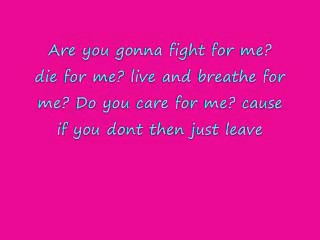 Are you gonna fight for me?
die for me? live and breathe for
me? Do you care for me? cause
if you dont then just leave